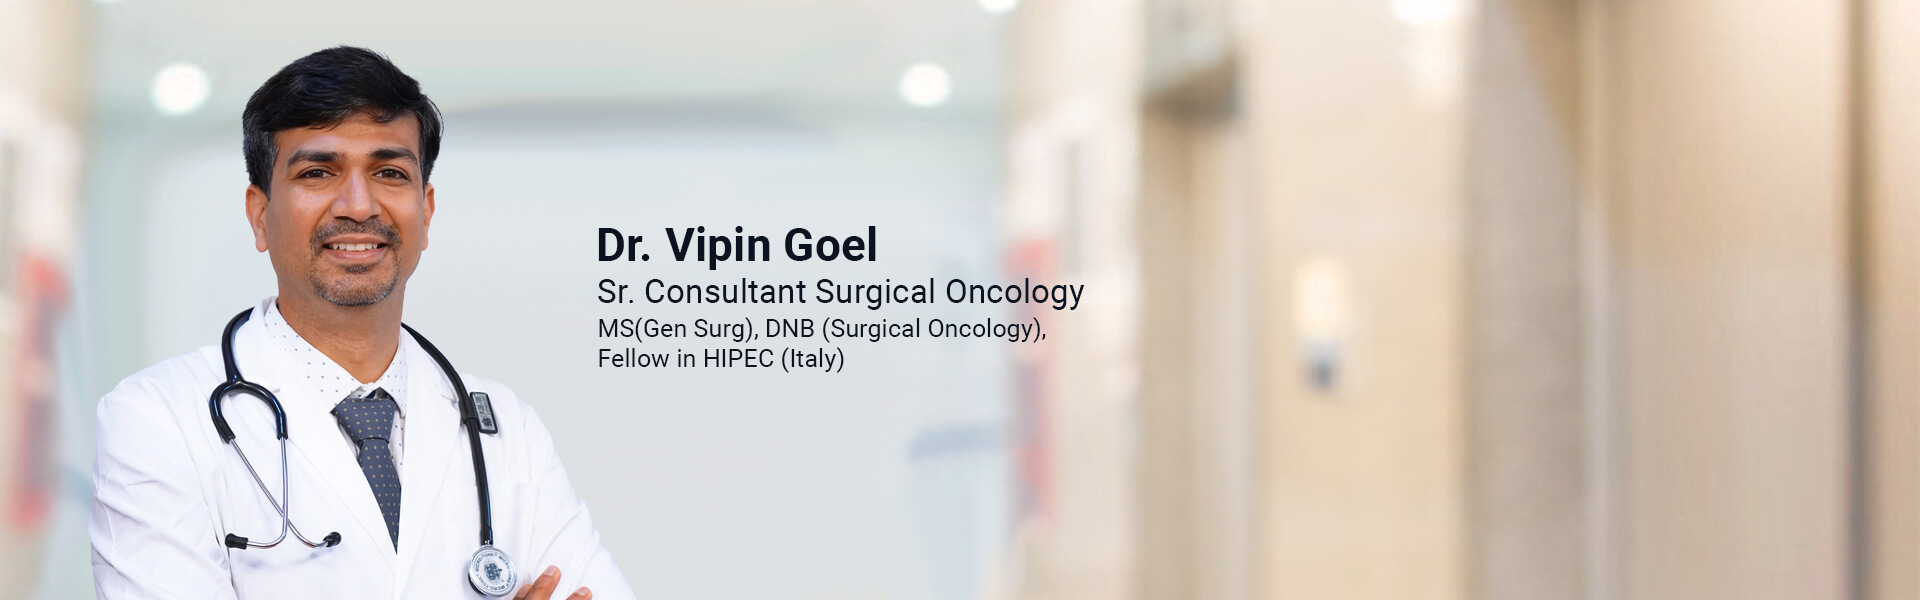 Dr. Vipin Goel
Sr. Consultant Surgical Oncology
MS(Gen Surg), DNB (Surgical Oncology),
Fellow in HIPEC (Italy)